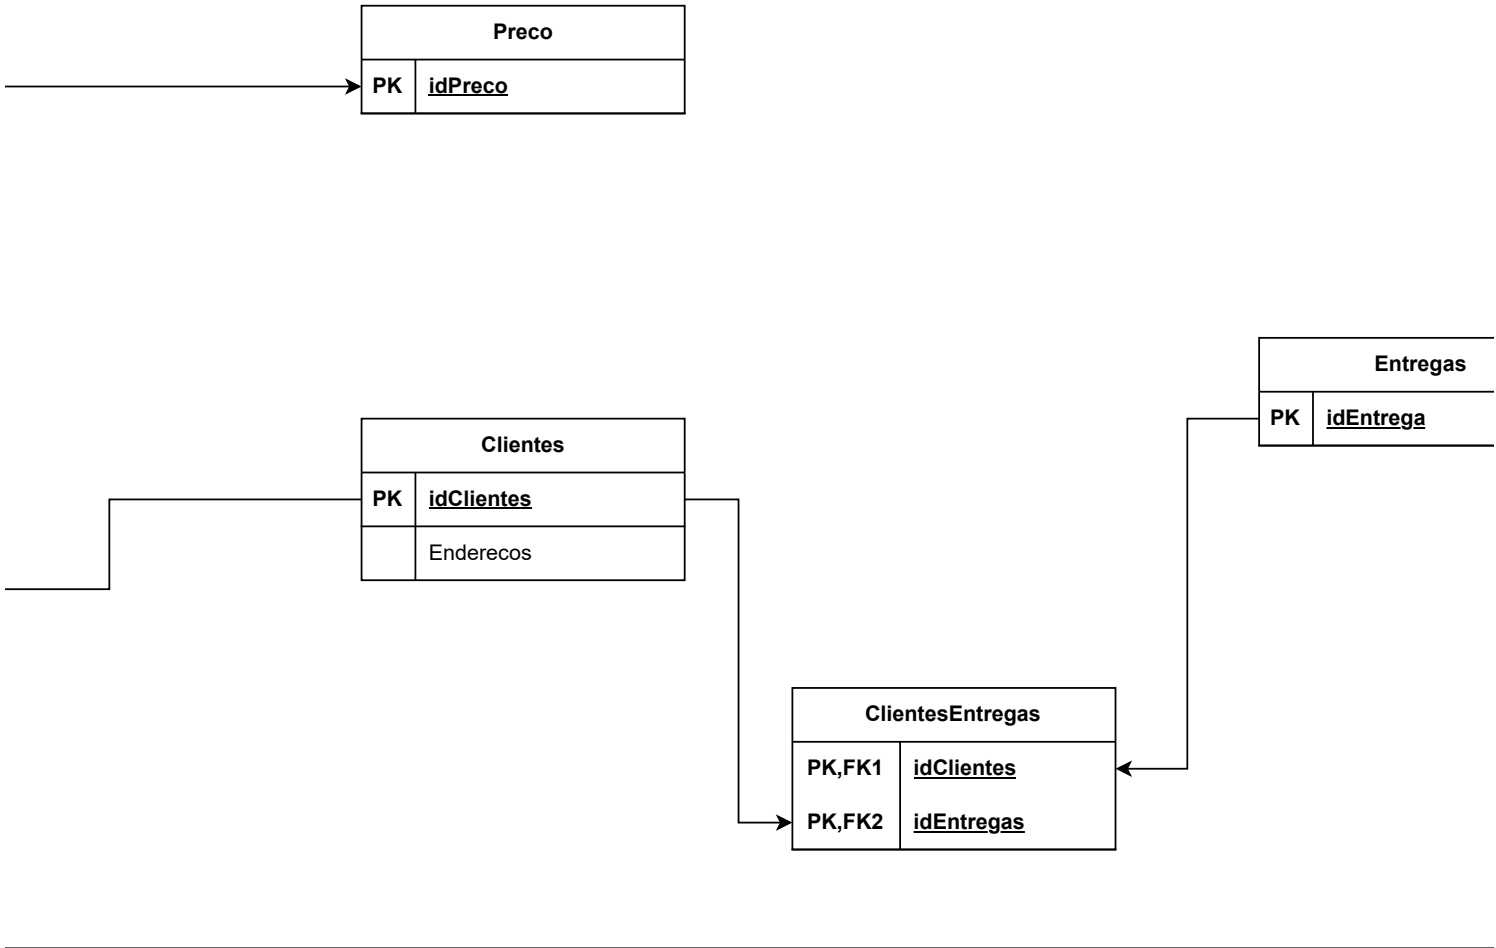 Preco
PK idPreco
Entregas
PK idEntrega
Clientes
PK idClientes
Enderecos
ClientesEntregas
PK,FK1 idClientes
PK,FK2 idEntregas